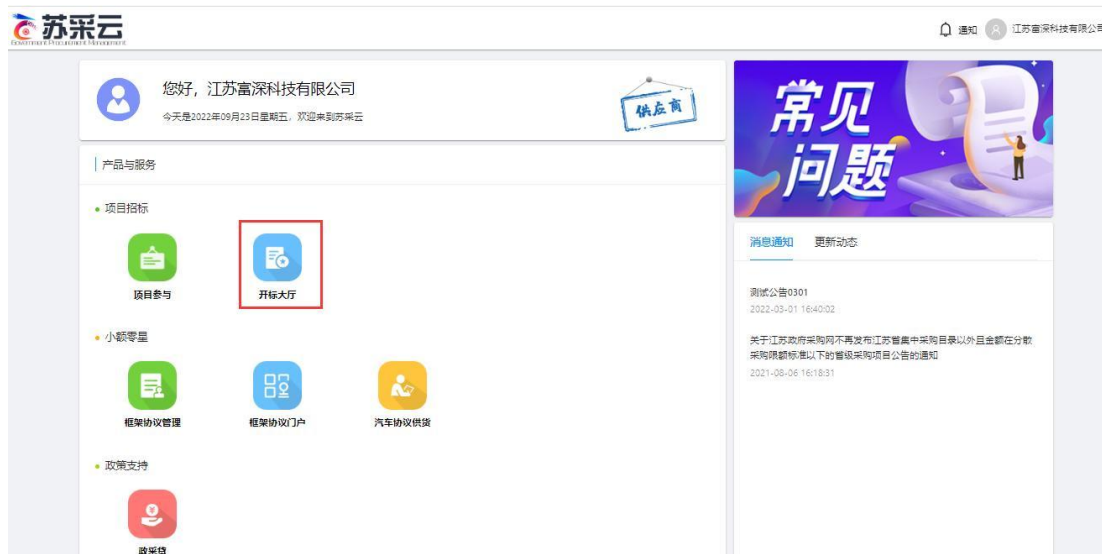 苏采云
Government Procurement Management
通知
江苏富深科技有限公司
您好，江苏富深科技有限公司
今天是2022年09月23日星期五，欢迎来到苏采云
供应商
产品与服务
项目招标
项目参与
开标大厅
小额零星
框架协议管理
框架协议门户
汽车协议供货
政策支持
政采贷
常见
问题
消息通知
更新动态
测试公告0301
2022-03-01 16:40:02
关于江苏政府采购网不再发布江苏省集中采购目录以外且金额在分散
采购限额标准以下的省级采购项目公告的通知
2021-08-06 16:18:31